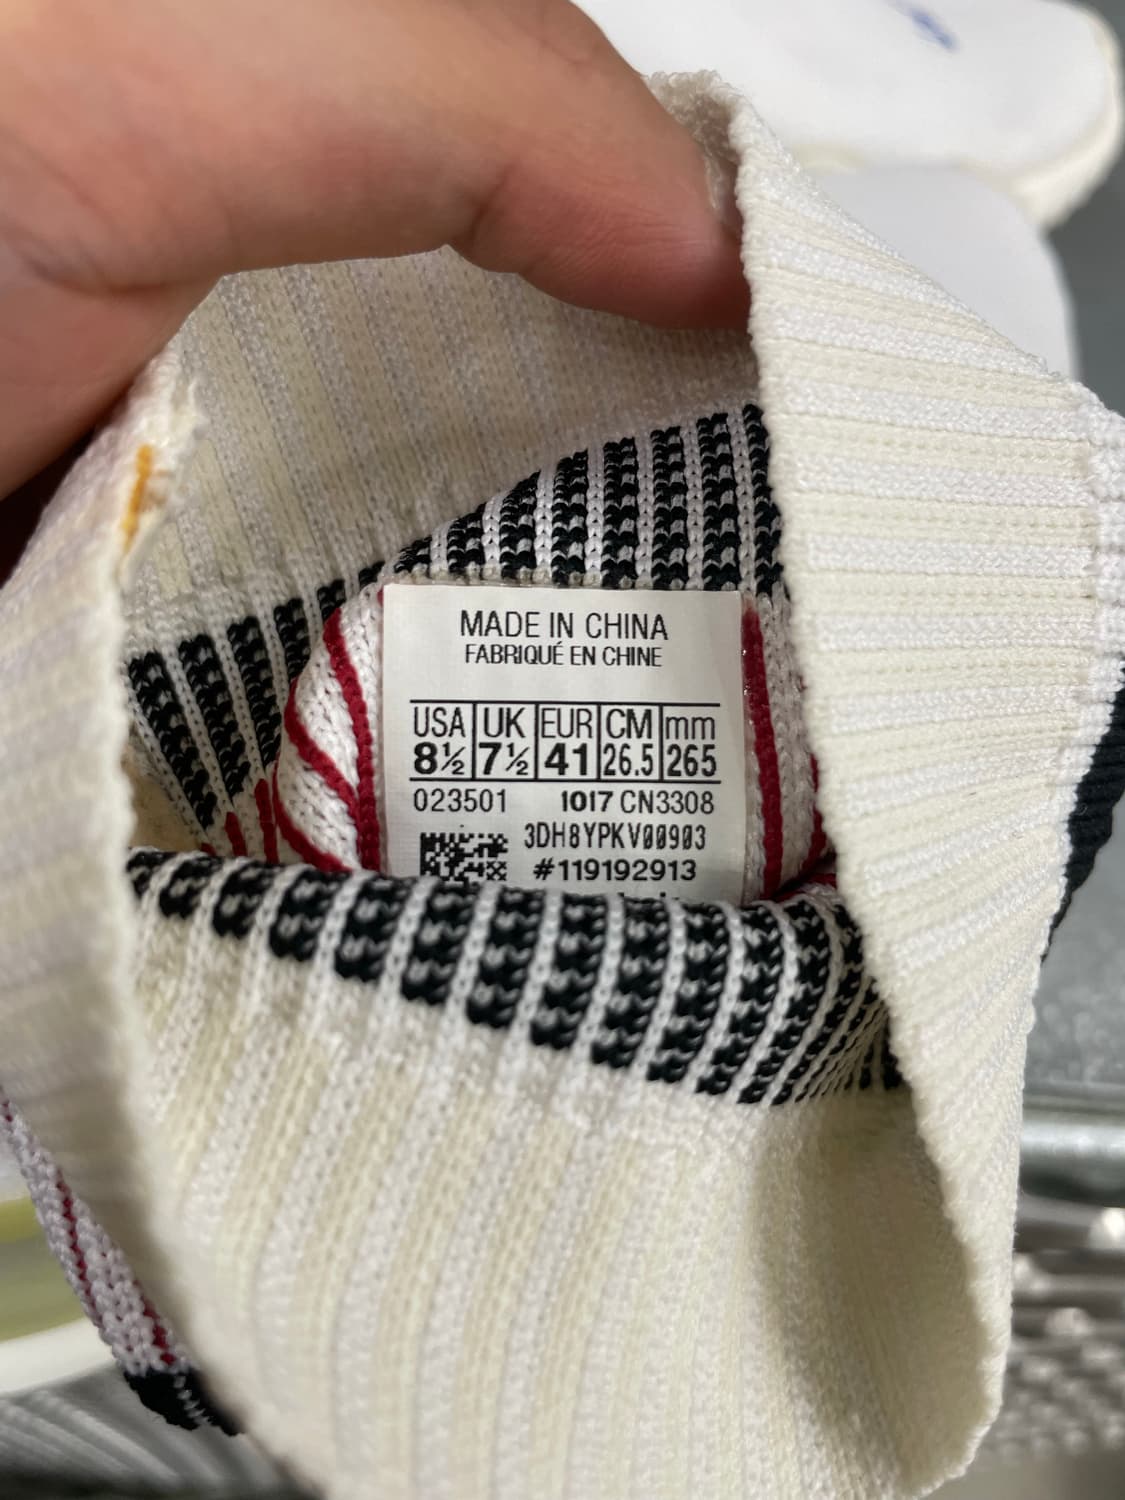 MADE IN CHINA
FABRIQUÉ EN CHINE
USA UK EUR CM mm
8½ 7½ 41 26.5 265
023501 1017 CN3308
3DH8YPKV00903
#119192913